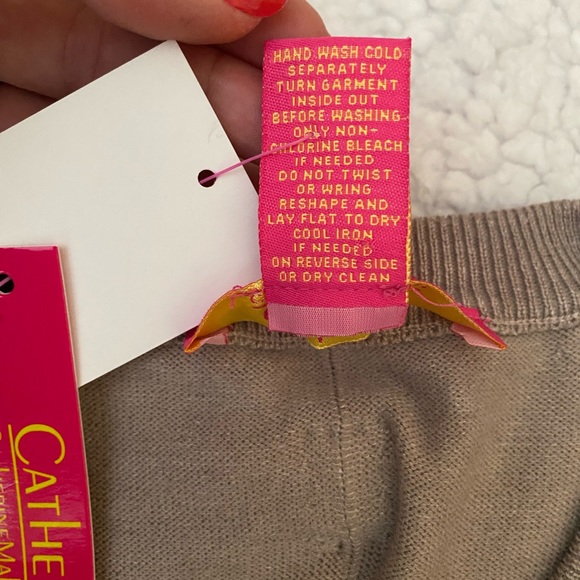 HAND WASH COLD
SEPARATELY
TURN GARMENT
INSIDE OUT
BEFORE WASHING
ONLY NON-
CHLORINE BLEACH
IF NEEDED
DO NOT TWIST
OR WRING
RESHAPE AND
LAY FLAT TO DRY
COOL IRON
IF NEEDED
ON REVERSE SIDE
OR DRY CLEAN
CATHE